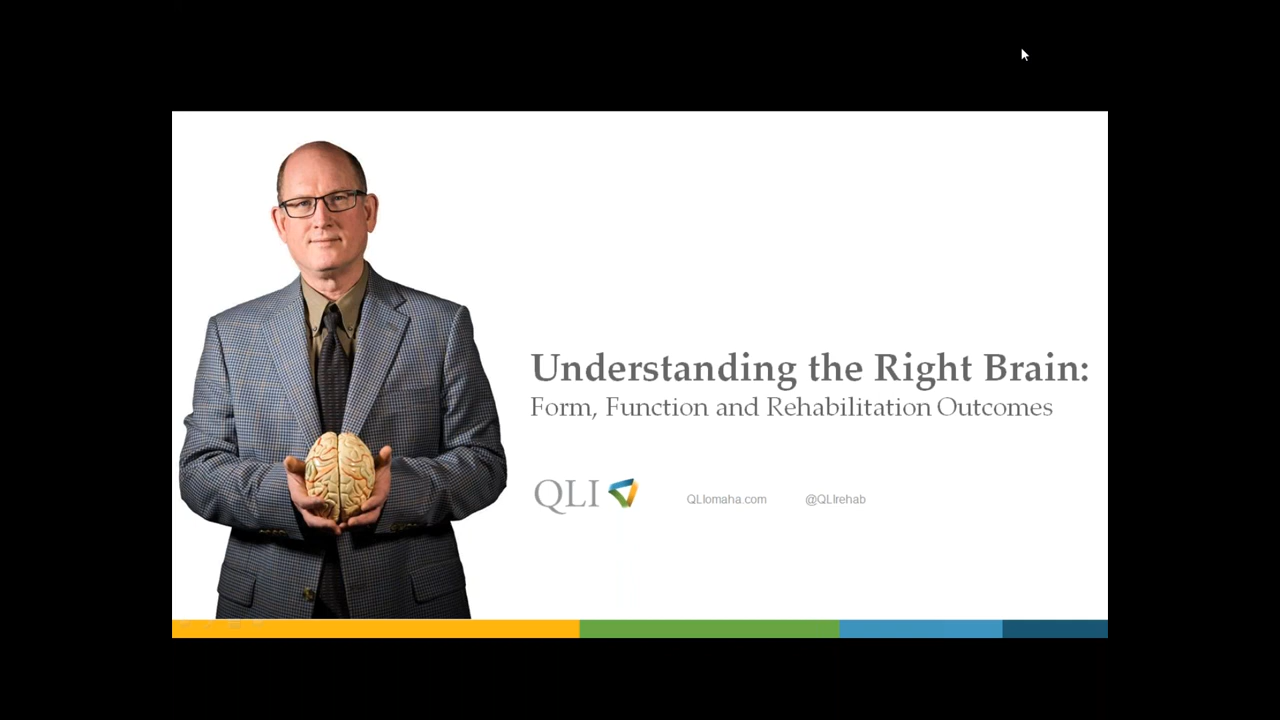 Understanding the Right Brain:
Form, Function and Rehabilitation Outcomes
QLI
QLIomaha.com
@QLIrehab